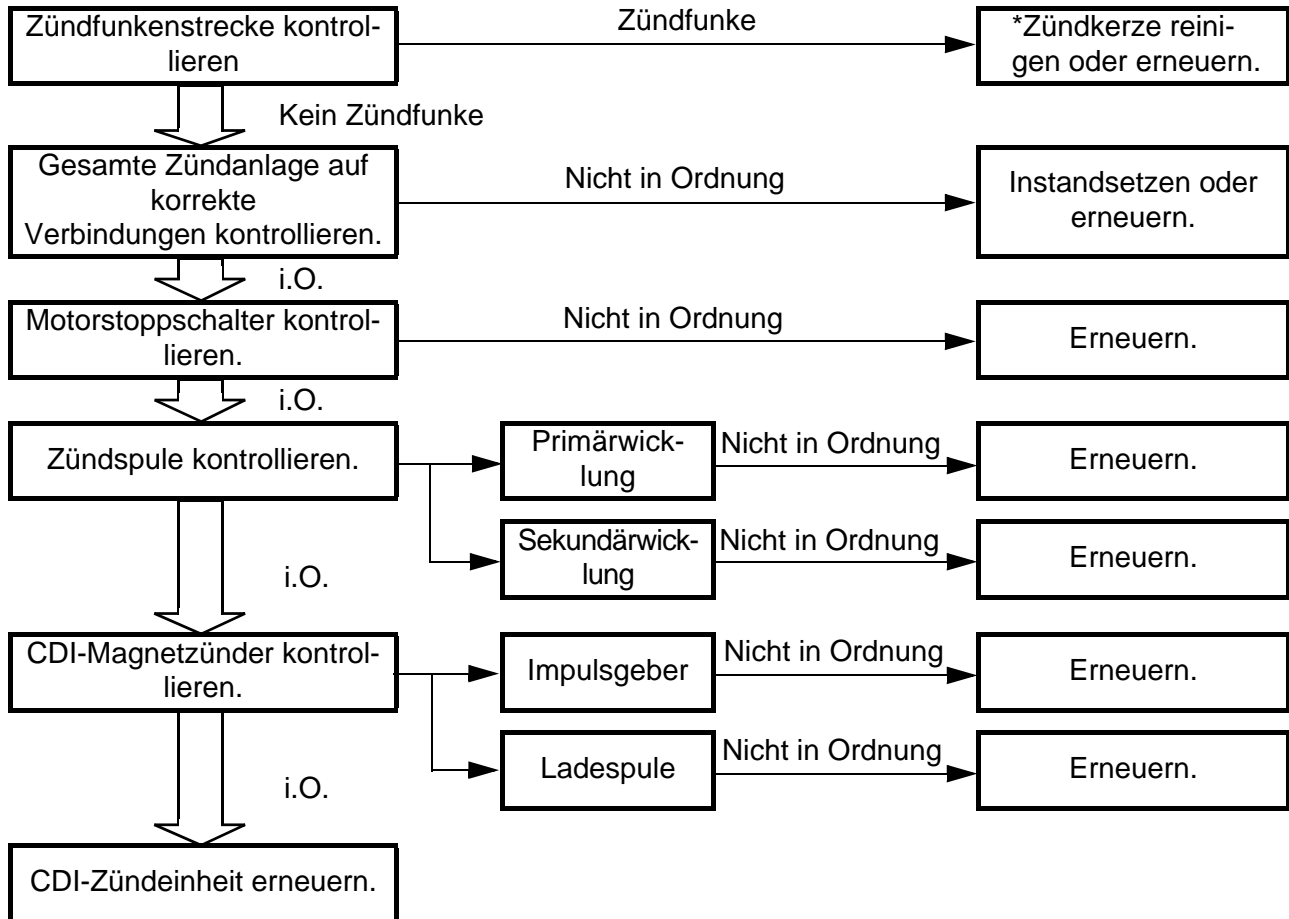 Zündfunkenstrecke kontrol-
lieren
Zündfunke
*Zündkerze reini-
gen oder erneuern.
Kein Zündfunke
Gesamte Zündanlage auf
korrekte
Verbindungen kontrollieren.
Nicht in Ordnung
Instandsetzen oder
erneuern.
i.O.
Motorstoppschalter kontrol-
lieren.
Nicht in Ordnung
Erneuern.
i.O.
Zündspule kontrollieren.
Primärwick-
lung
Nicht in Ordnung
Erneuern.
Sekundärwick-
lung
Nicht in Ordnung
Erneuern.
i.O.
CDI-Magnetzünder kontrol-
lieren.
Impulsgeber
Nicht in Ordnung
Erneuern.
Ladespule
Nicht in Ordnung
Erneuern.
i.O.
CDI-Zündeinheit erneuern.